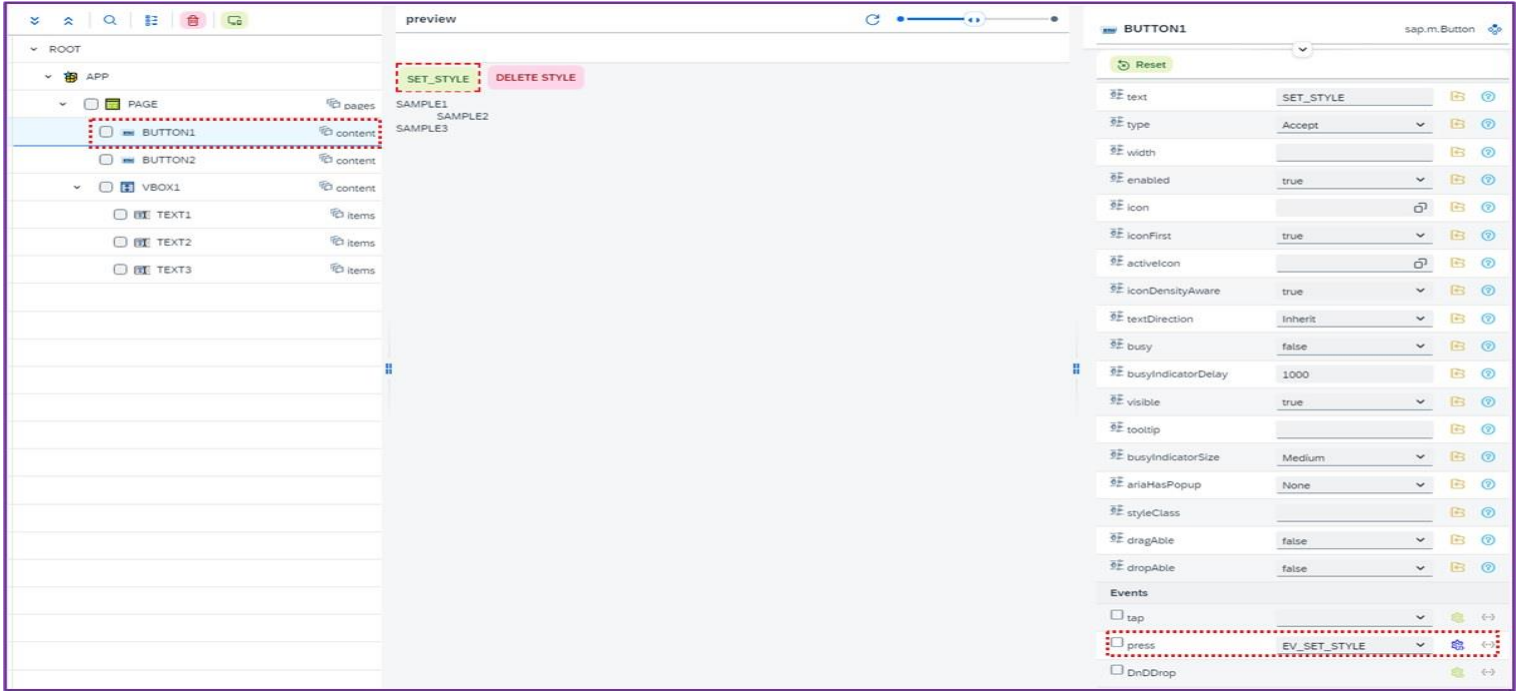 preview
ROOT
APP
PAGE pages
BUTTON1 content
BUTTON2 content
VBOX1 content
TEXT1 items
TEXT2 items
TEXT3 items
SET_STYLE DELETE STYLE
SAMPLE1
SAMPLE2
SAMPLE3
BUTTON1 sap.m.Button
Reset
text SET_STYLE
type Accept
width
enabled true
icon
iconFirst true
activeIcon
iconDensityAware true
textDirection Inherit
busy false
busyIndicatorDelay 1000
visible true
tooltip
busyIndicatorSize Medium
ariaHasPopup None
styleClass
dragAble false
dropAble false
Events
tap
press EV_SET_STYLE
DnDDrop